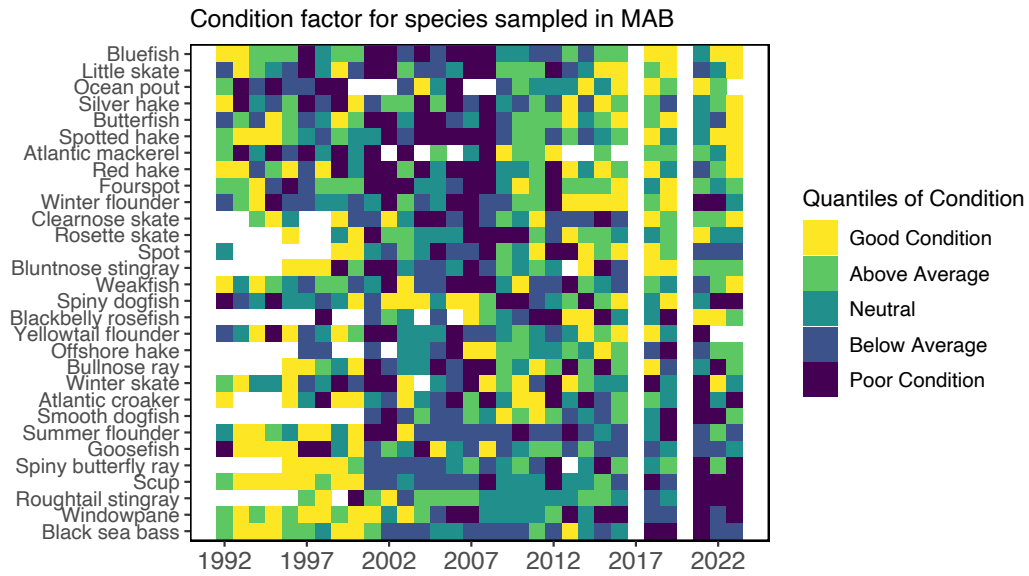 Condition factor for species sampled in MAB
Bluefish
Little skate
Ocean pout
Silver hake
Butterfish
Spotted hake
Atlantic mackerel
Red hake
Fourspot
Winter flounder
Clearnose skate
Rosette skate
Spot
Bluntnose stingray
Weakfish
Spiny dogfish
Blackbelly rosefish
Yellowtail flounder
Offshore hake
Bullnose ray
Winter skate
Atlantic croaker
Smooth dogfish
Summer flounder
Goosefish
Spiny butterfly ray
Scup
Roughtail stingray
Windowpane
Black sea bass
1992 1997 2002 2007 2012 2017 2022
Quantiles of Condition
Good Condition
Above Average
Neutral
Below Average
Poor Condition